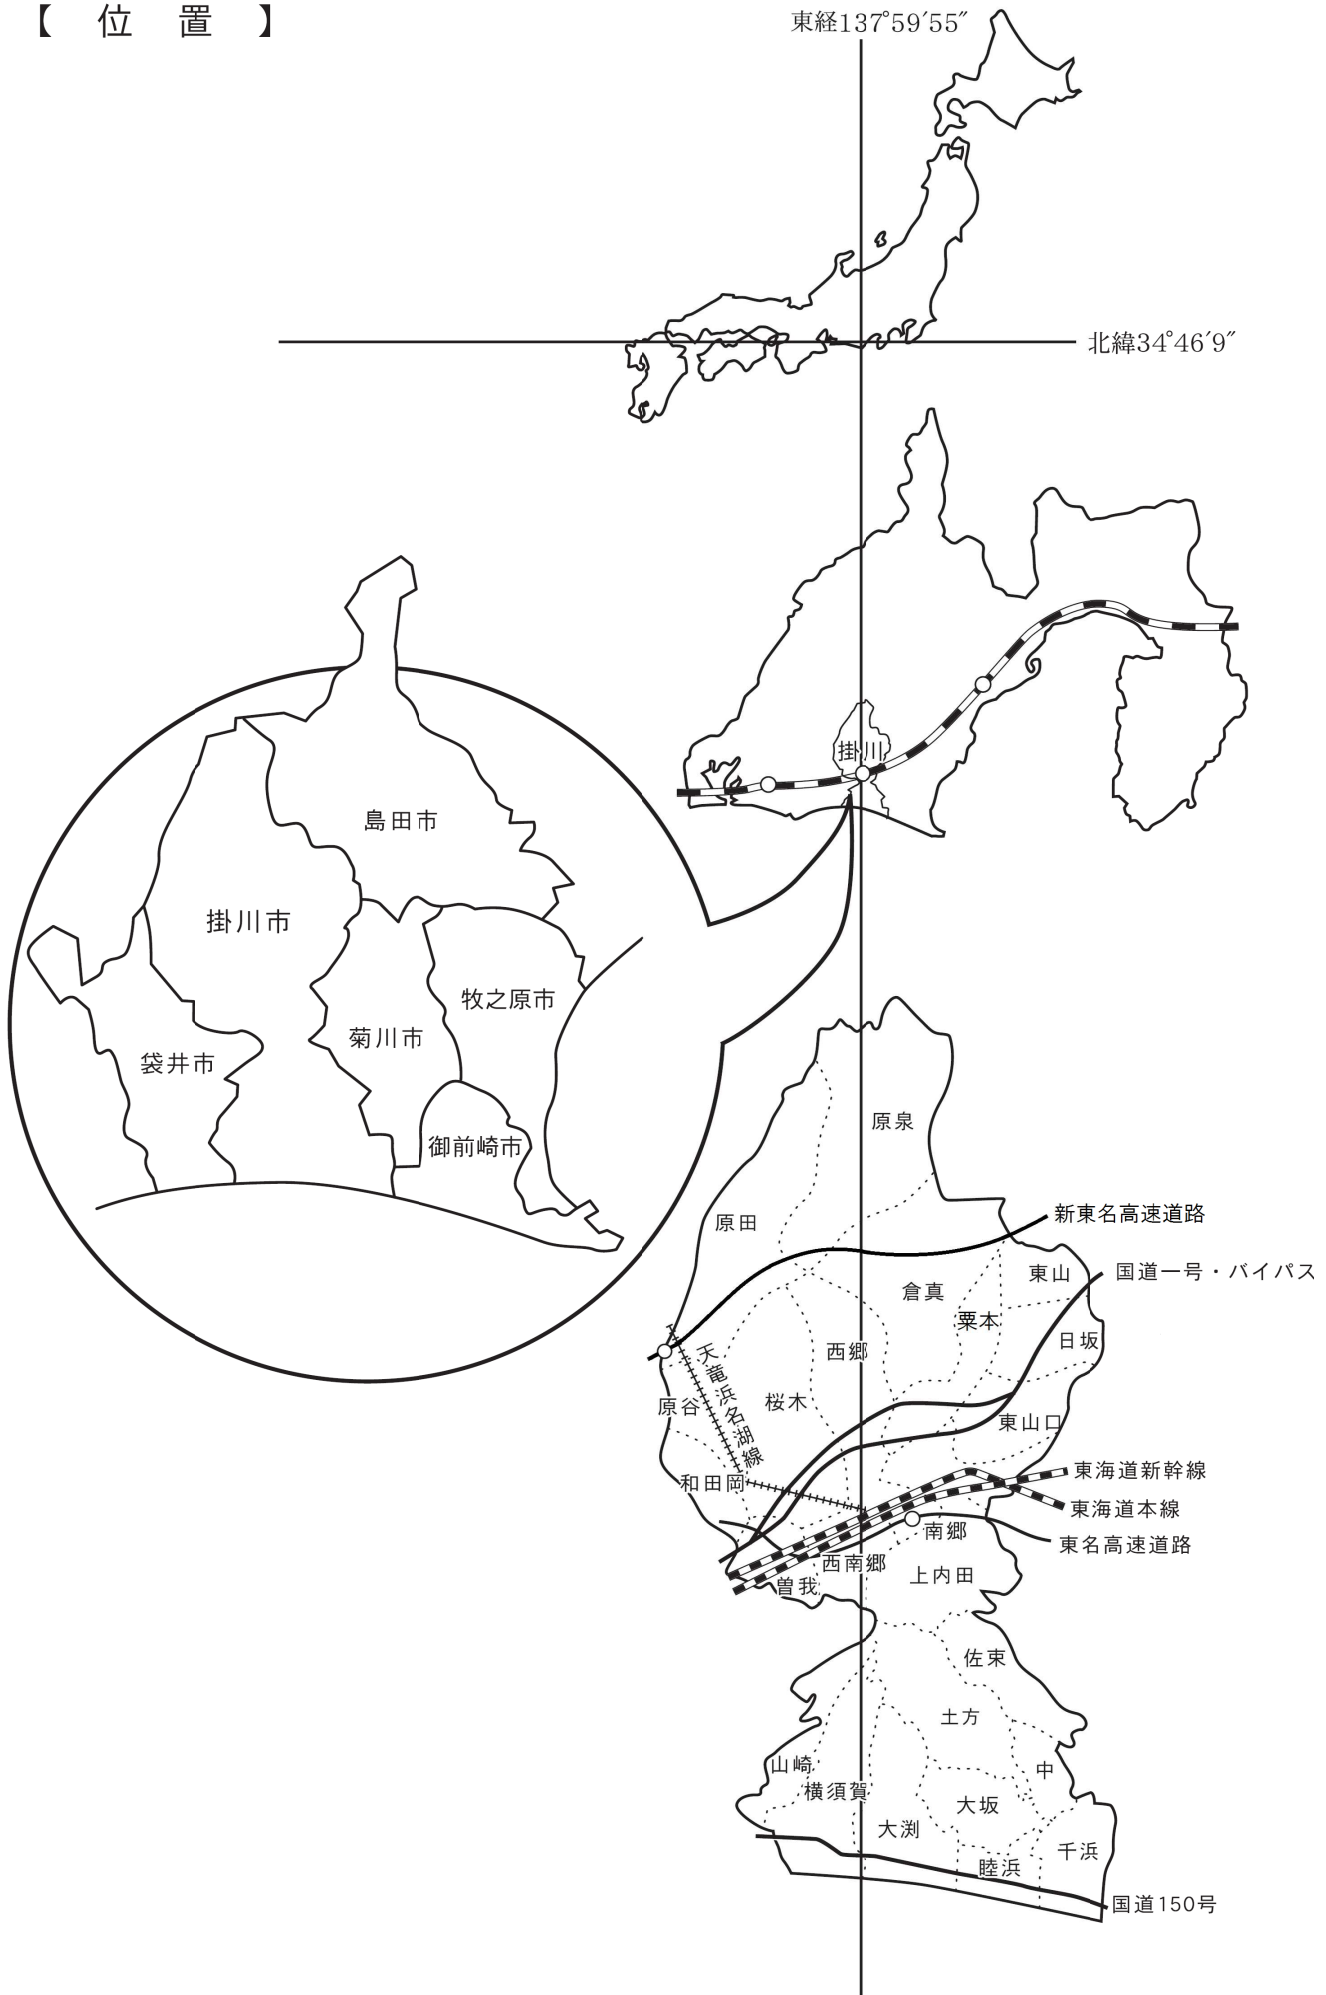 【 位 置 】
東経137°59′55″
北緯34°46′9″
掛川
島田市
掛川市
牧之原市
菊川市
袋井市
御前崎市
原泉
原田
新東名高速道路
東山
国道一号・バイパス
倉真
粟本
日坂
西郷
天竜浜名湖線
桜木
原谷
東山口
東海道新幹線
和田岡
東海道本線
南郷
東名高速道路
西南郷
上内田
曽我
佐束
土方
山崎
中
横須賀
大坂
大渕
千浜
睦浜
国道150号